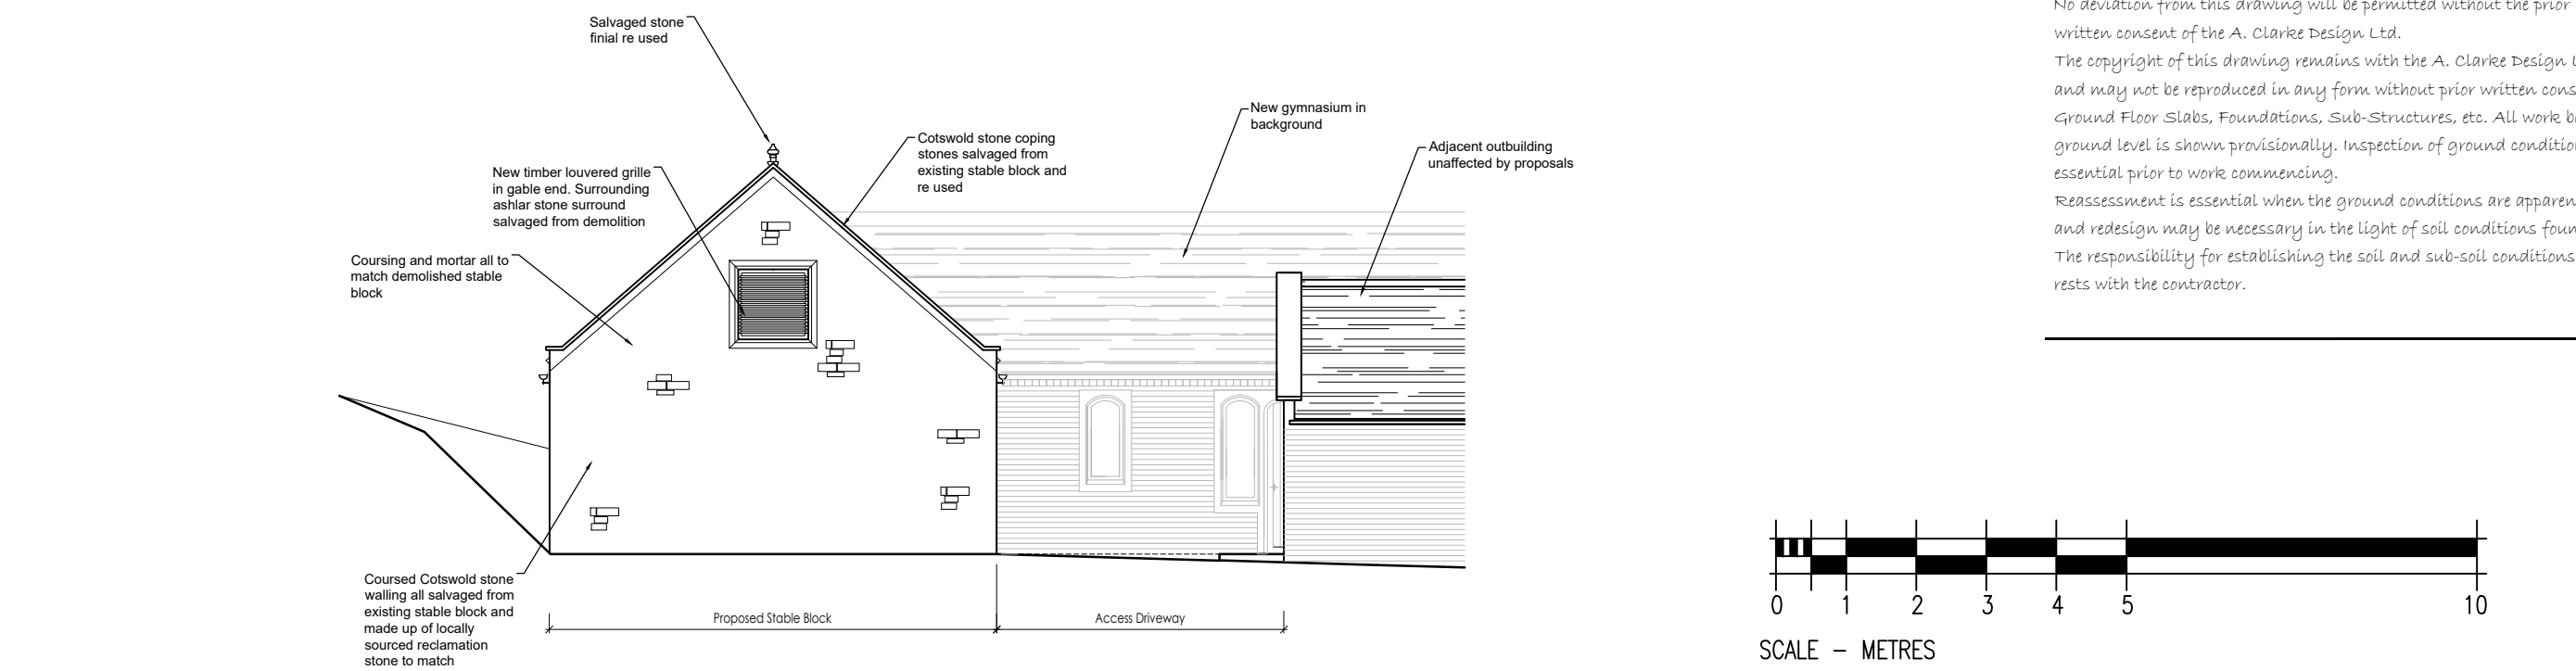 Salvaged stone
finial re used
New timber louvered grille
in gable end. Surrounding
ashlar stone surround
salvaged from demolition
Coursing and mortar all to
match demolished stable
block
Cotswold stone coping
stones salvaged from
existing stable block and
re used
New gymnasium in
background
Adjacent outbuilding
unaffected by proposals
Coursed Cotswold stone
walling all salvaged from
existing stable block and
made up of locally
sourced reclamation
stone to match
Proposed Stable Block
Access Driveway
No deviation from this drawing will be permitted without the prior
written consent of the A. Clarke Design Ltd.
The copyright of this drawing remains with the A. Clarke Design
and may not be reproduced in any form without prior written
Ground Floor Slabs, Foundations, Sub-Structures, etc. All work
ground level is shown provisionally. Inspection of ground
essential prior to work commencing.
Reassessment is essential when the ground conditions are
and redesign may be necessary in the light of soil conditions
The responsibility for establishing the soil and sub-soil conditions
rests with the contractor.
0 1 2 3 4 5 10
SCALE - METRES